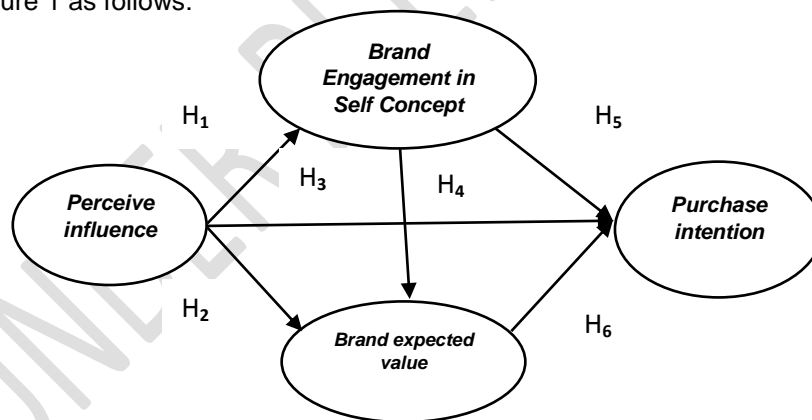 ure 1 as follows:
Brand
Engagement in
Self Concept
H₁
H₅
H₃
H₄
Perceive
influence
Purchase
intention
H₂
Brand expected
value
H₆